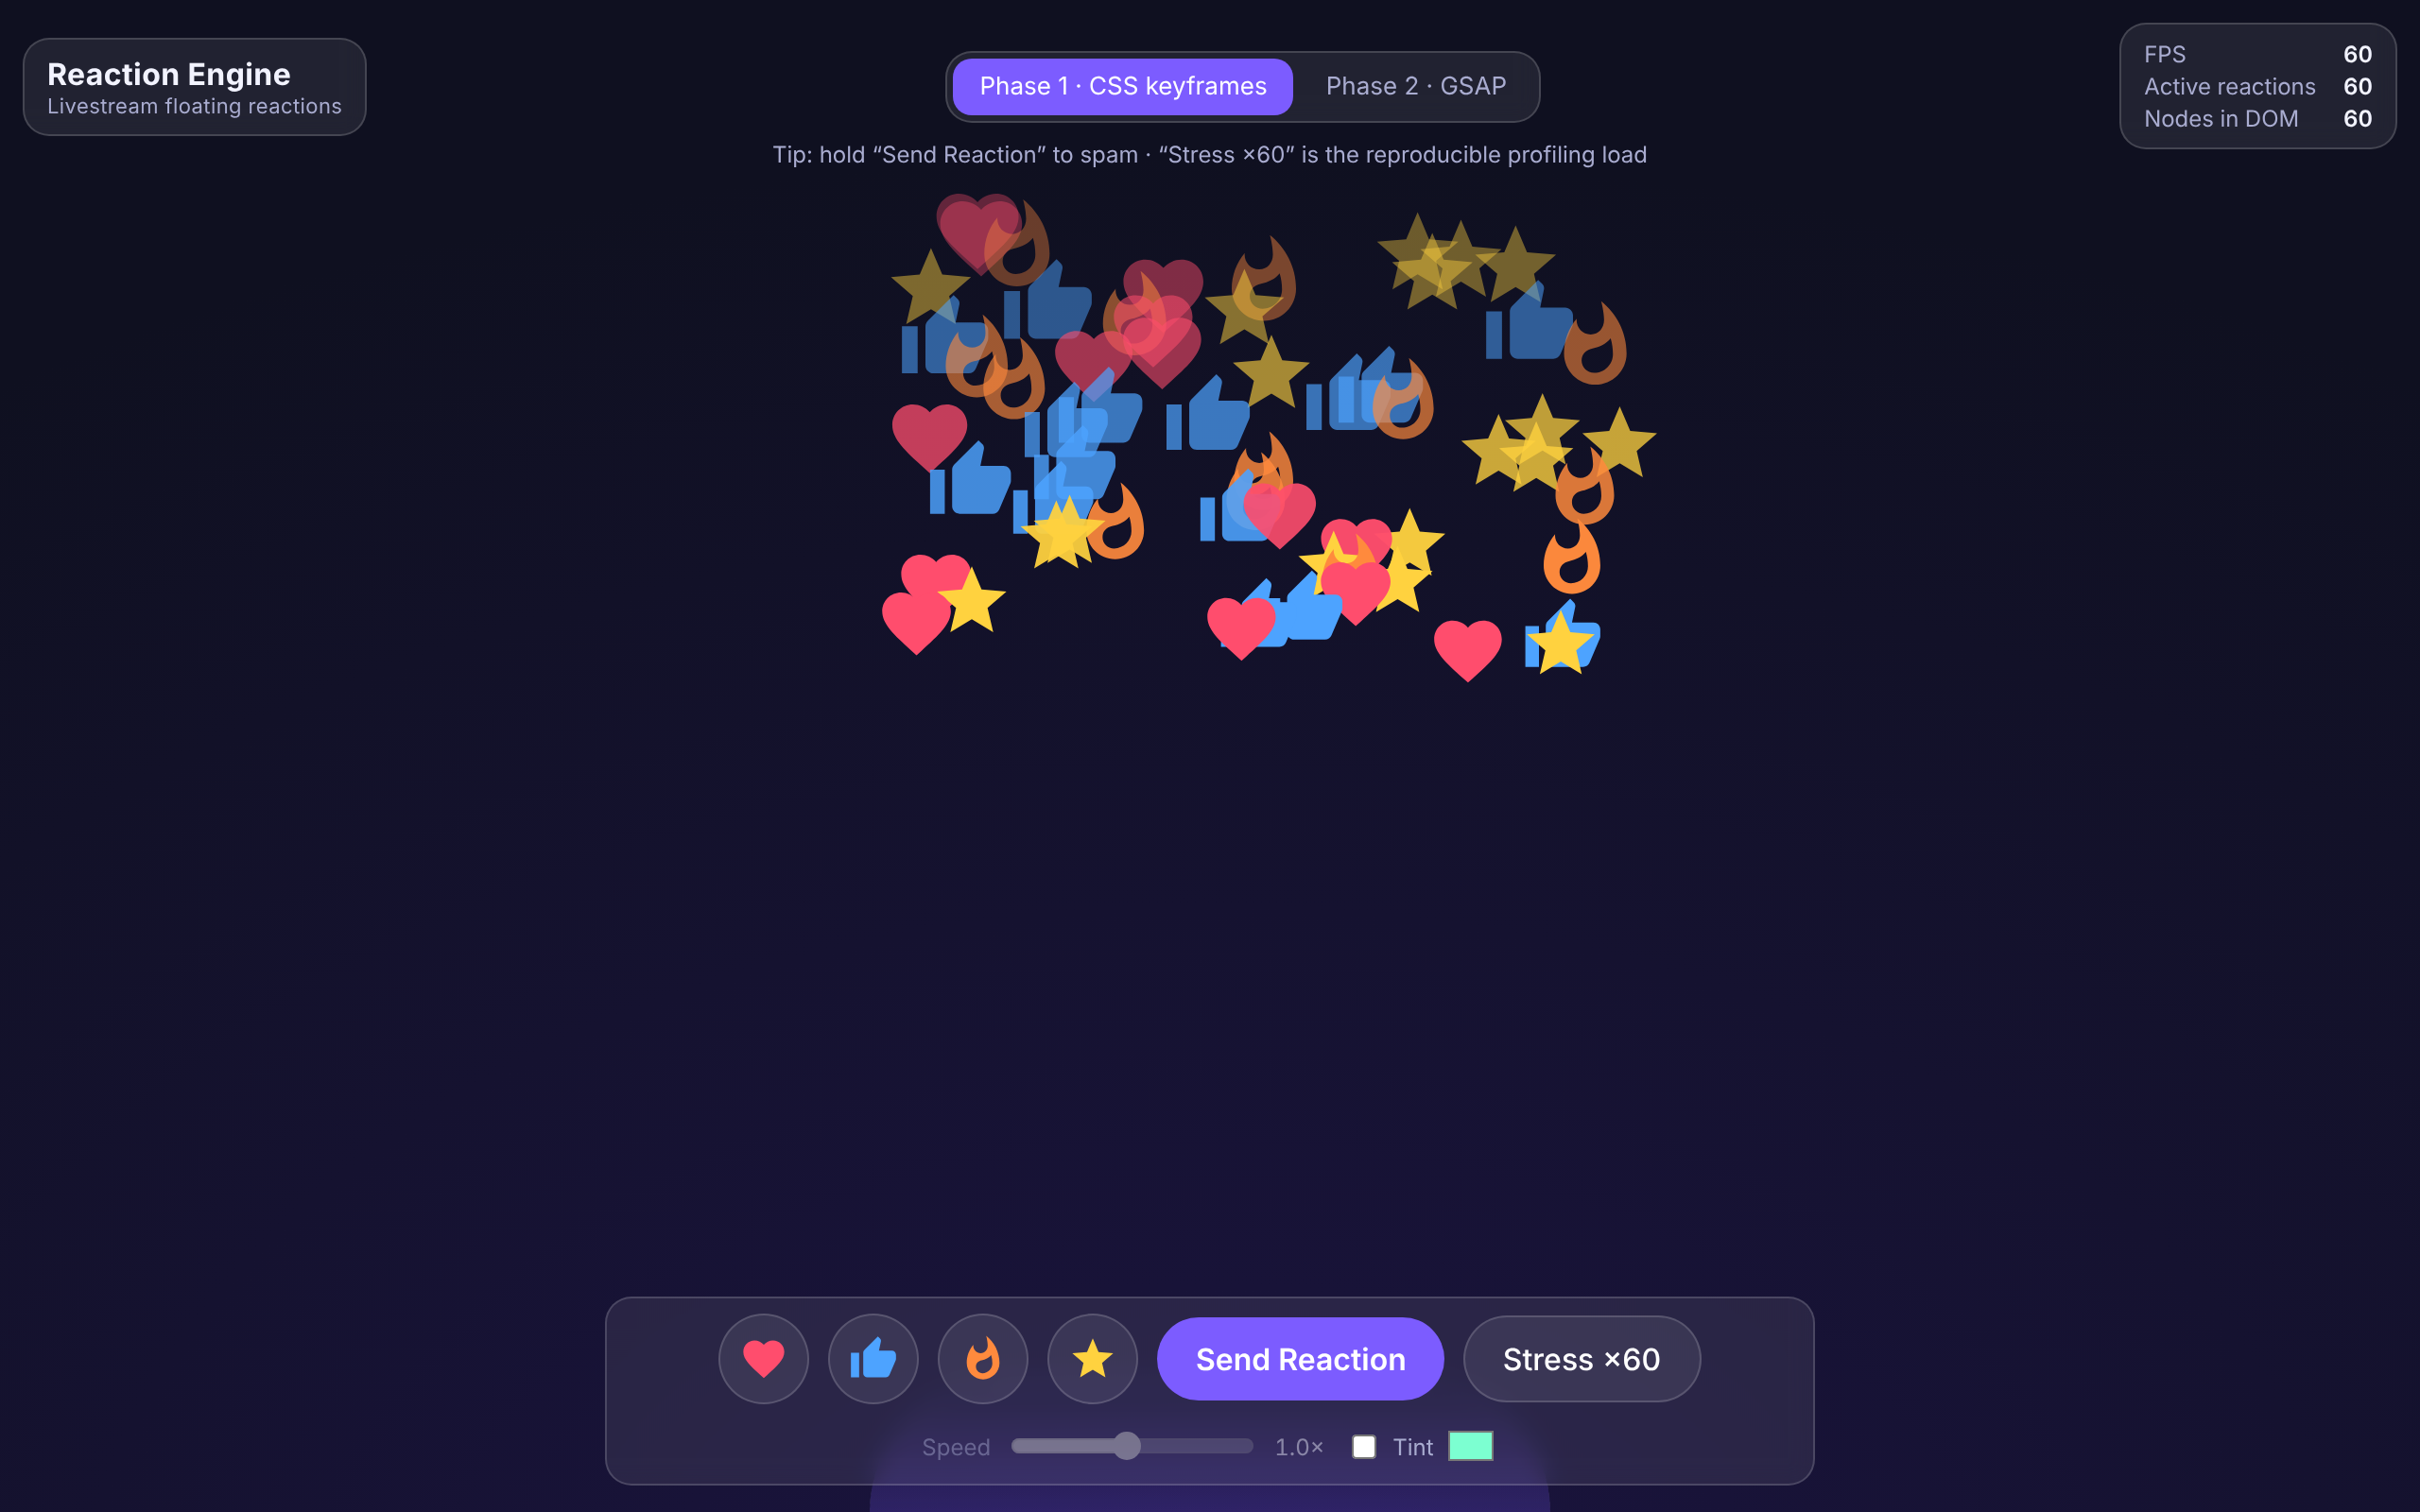 Reaction Engine
Livestream floating reactions
Phase 1 · CSS keyframes
Phase 2 · GSAP
FPS 60
Active reactions 60
Nodes in DOM 60
Tip: hold “Send Reaction” to spam · “Stress ×60” is the reproducible profiling load
Send Reaction
Stress ×60
Speed 1.0× Tint